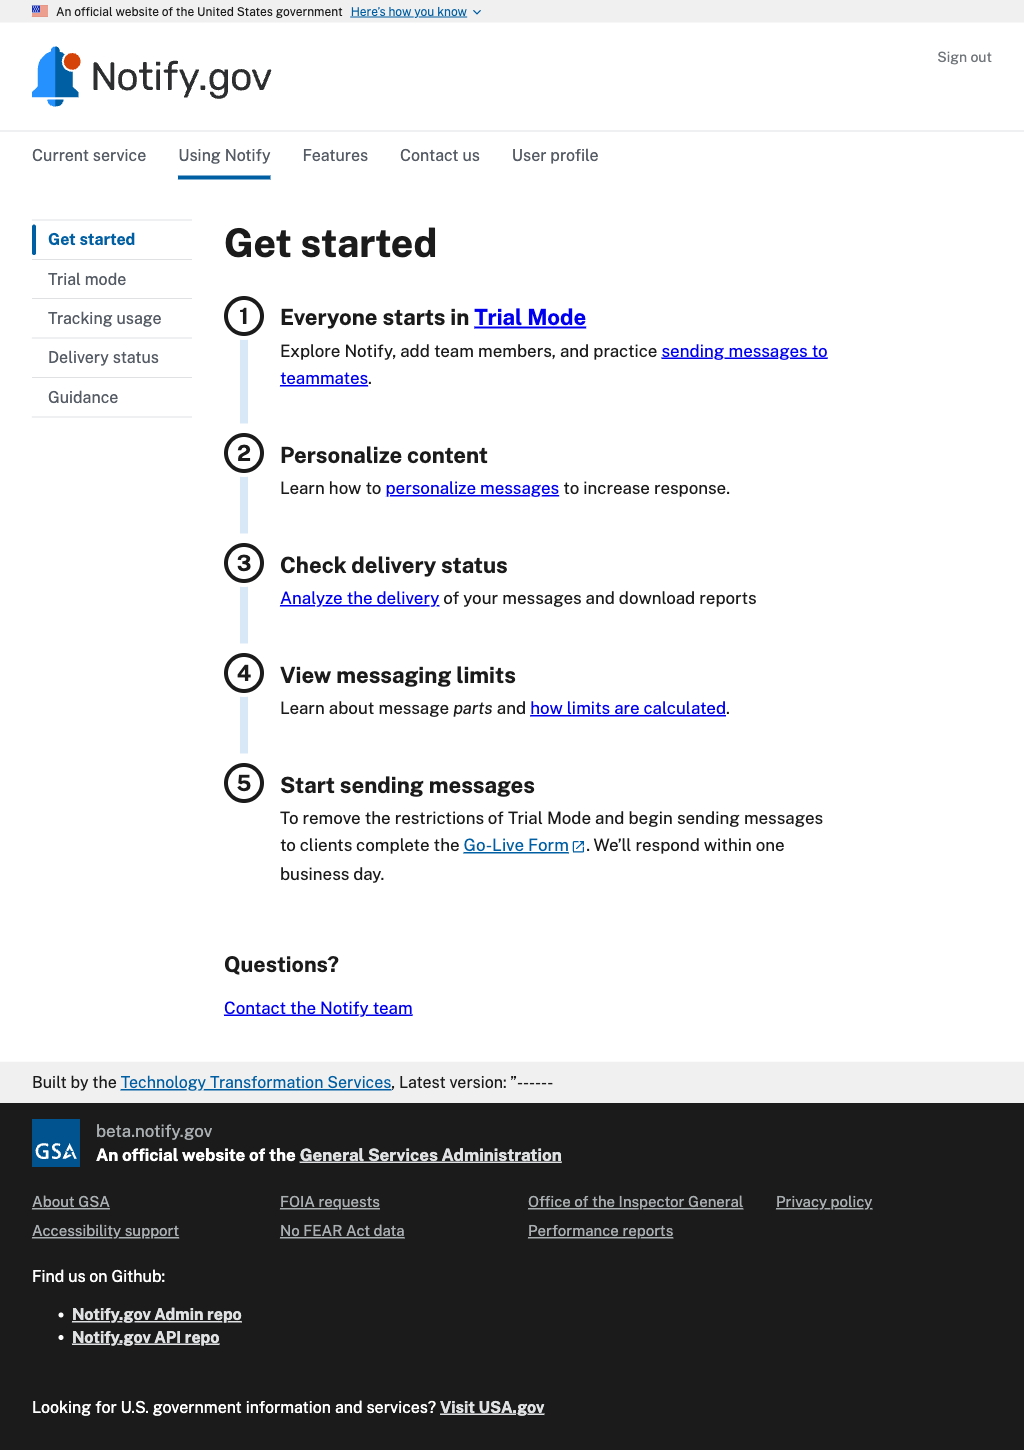 An official website of the United States government Here's how you know
Notify.gov
Sign out
Current service Using Notify Features Contact us User profile
Get started
Trial mode
Tracking usage
Delivery status
Guidance
Get started
1 Everyone starts in Trial Mode
Explore Notify, add team members, and practice sending messages to
teammates.
2 Personalize content
Learn how to personalize messages to increase response.
3 Check delivery status
Analyze the delivery of your messages and download reports
4 View messaging limits
Learn about message parts and how limits are calculated.
5 Start sending messages
To remove the restrictions of Trial Mode and begin sending messages
to clients complete the Go-Live Form. We’ll respond within one
business day.
Questions?
Contact the Notify team
Built by the Technology Transformation Services, Latest version: ”------
GSA
beta.notify.gov
An official website of the General Services Administration
About GSA FOIA requests Office of the Inspector General Privacy policy
Accessibility support No FEAR Act data Performance reports
Find us on Github:
• Notify.gov Admin repo
• Notify.gov API repo
Looking for U.S. government information and services? Visit USA.gov